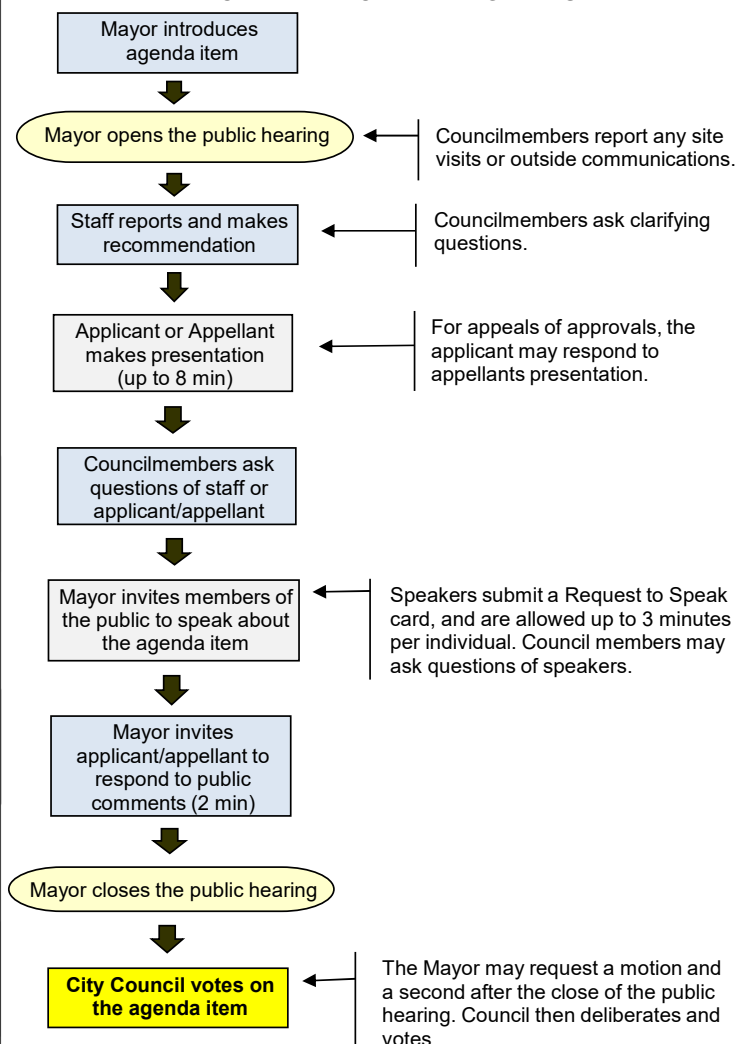 Mayor introduces
agenda item
Mayor opens the public hearing
Councilmembers report any site
visits or outside communications.
Staff reports and makes
recommendation
Councilmembers ask clarifying
questions.
Applicant or Appellant
makes presentation
(up to 8 min)
For appeals of approvals, the
applicant may respond to
appellants presentation.
Councilmembers ask
questions of staff or
applicant/appellant
Mayor invites members of
the public to speak about
the agenda item
Speakers submit a Request to Speak
card, and are allowed up to 3 minutes
per individual. Council members may
ask questions of speakers.
Mayor invites
applicant/appellant to
respond to public
comments (2 min)
Mayor closes the public hearing
City Council votes on
the agenda item
The Mayor may request a motion and
a second after the close of the public
hearing. Council then deliberates and
votes